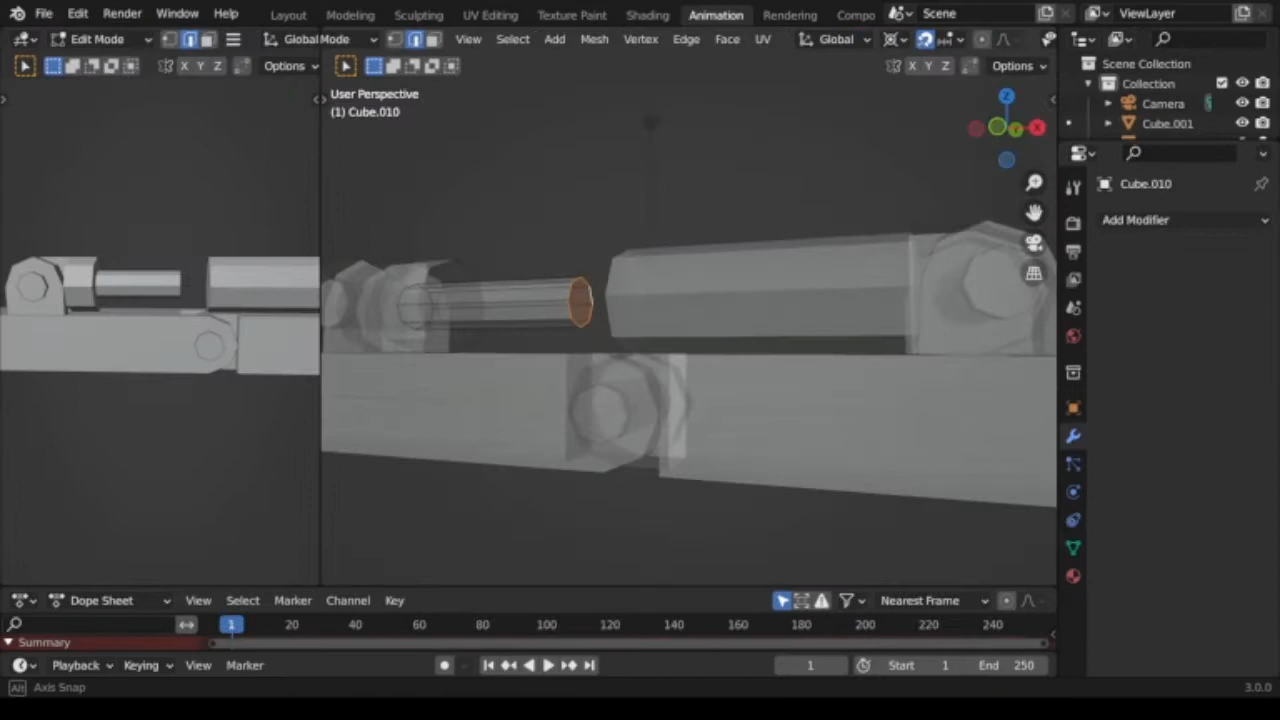 File Edit Render Window Help Layout Modeling Sculpting UV Editing Texture Paint Shading Animation Rendering Compo Scene ViewLayer
Edit Mode Global Mode View Select Add Mesh Vertex Edge Face UV Global
X Y Z Options X Y Z Options
Scene Collection
Collection
Camera
Cube.001
User Perspective
(1) Cube.010
Z
Y X
Cube.010
Add Modifier
Dope Sheet View Select Marker Channel Key Nearest Frame
1 20 40 60 80 100 120 140 160 180 200 220 240
Summary
Playback Keying View Marker 1 Start 1 End 250
Alt Axis Snap 3.0.0